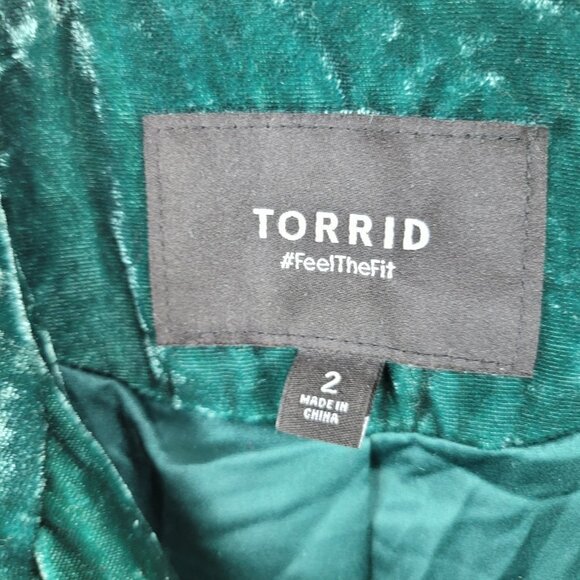 TORRID
#FeelTheFit
2
MADE IN
CHINA